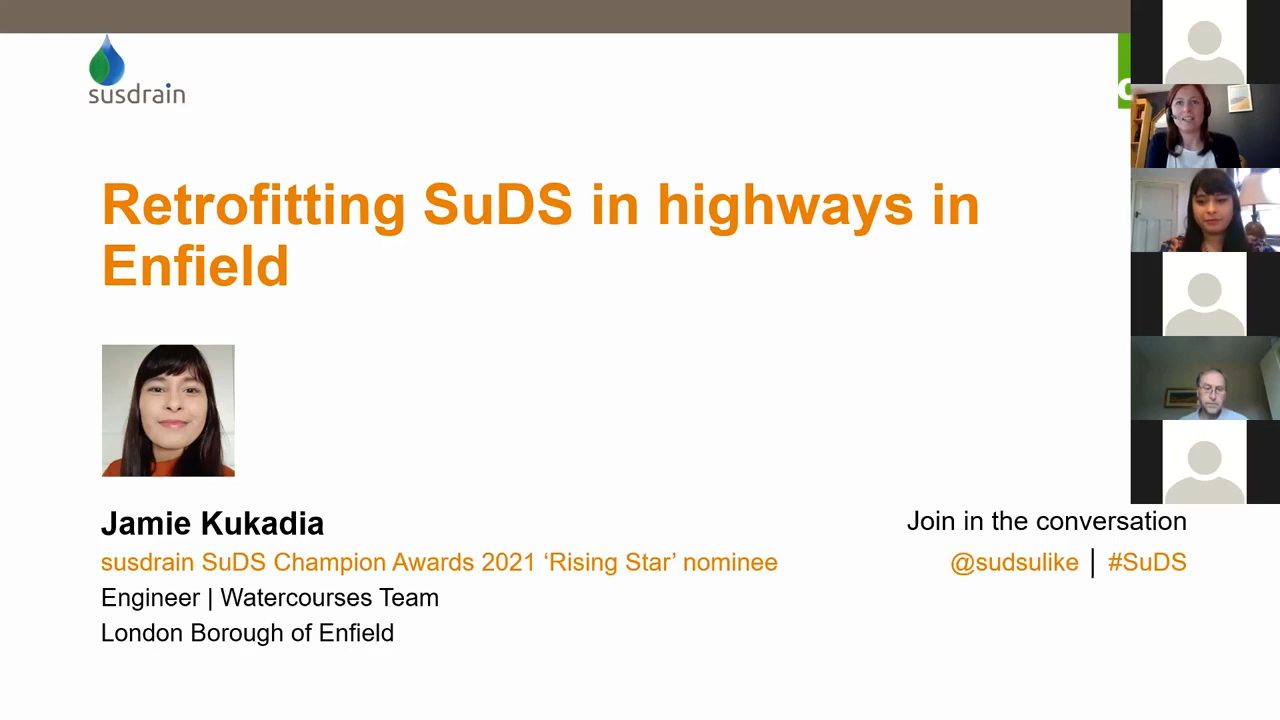 susdrain
Retrofitting SuDS in highways in
Enfield
Jamie Kukadia
susdrain SuDS Champion Awards 2021 ‘Rising Star’ nominee
Engineer | Watercourses Team
London Borough of Enfield
Join in the conversation
@sudsulike | #SuDS